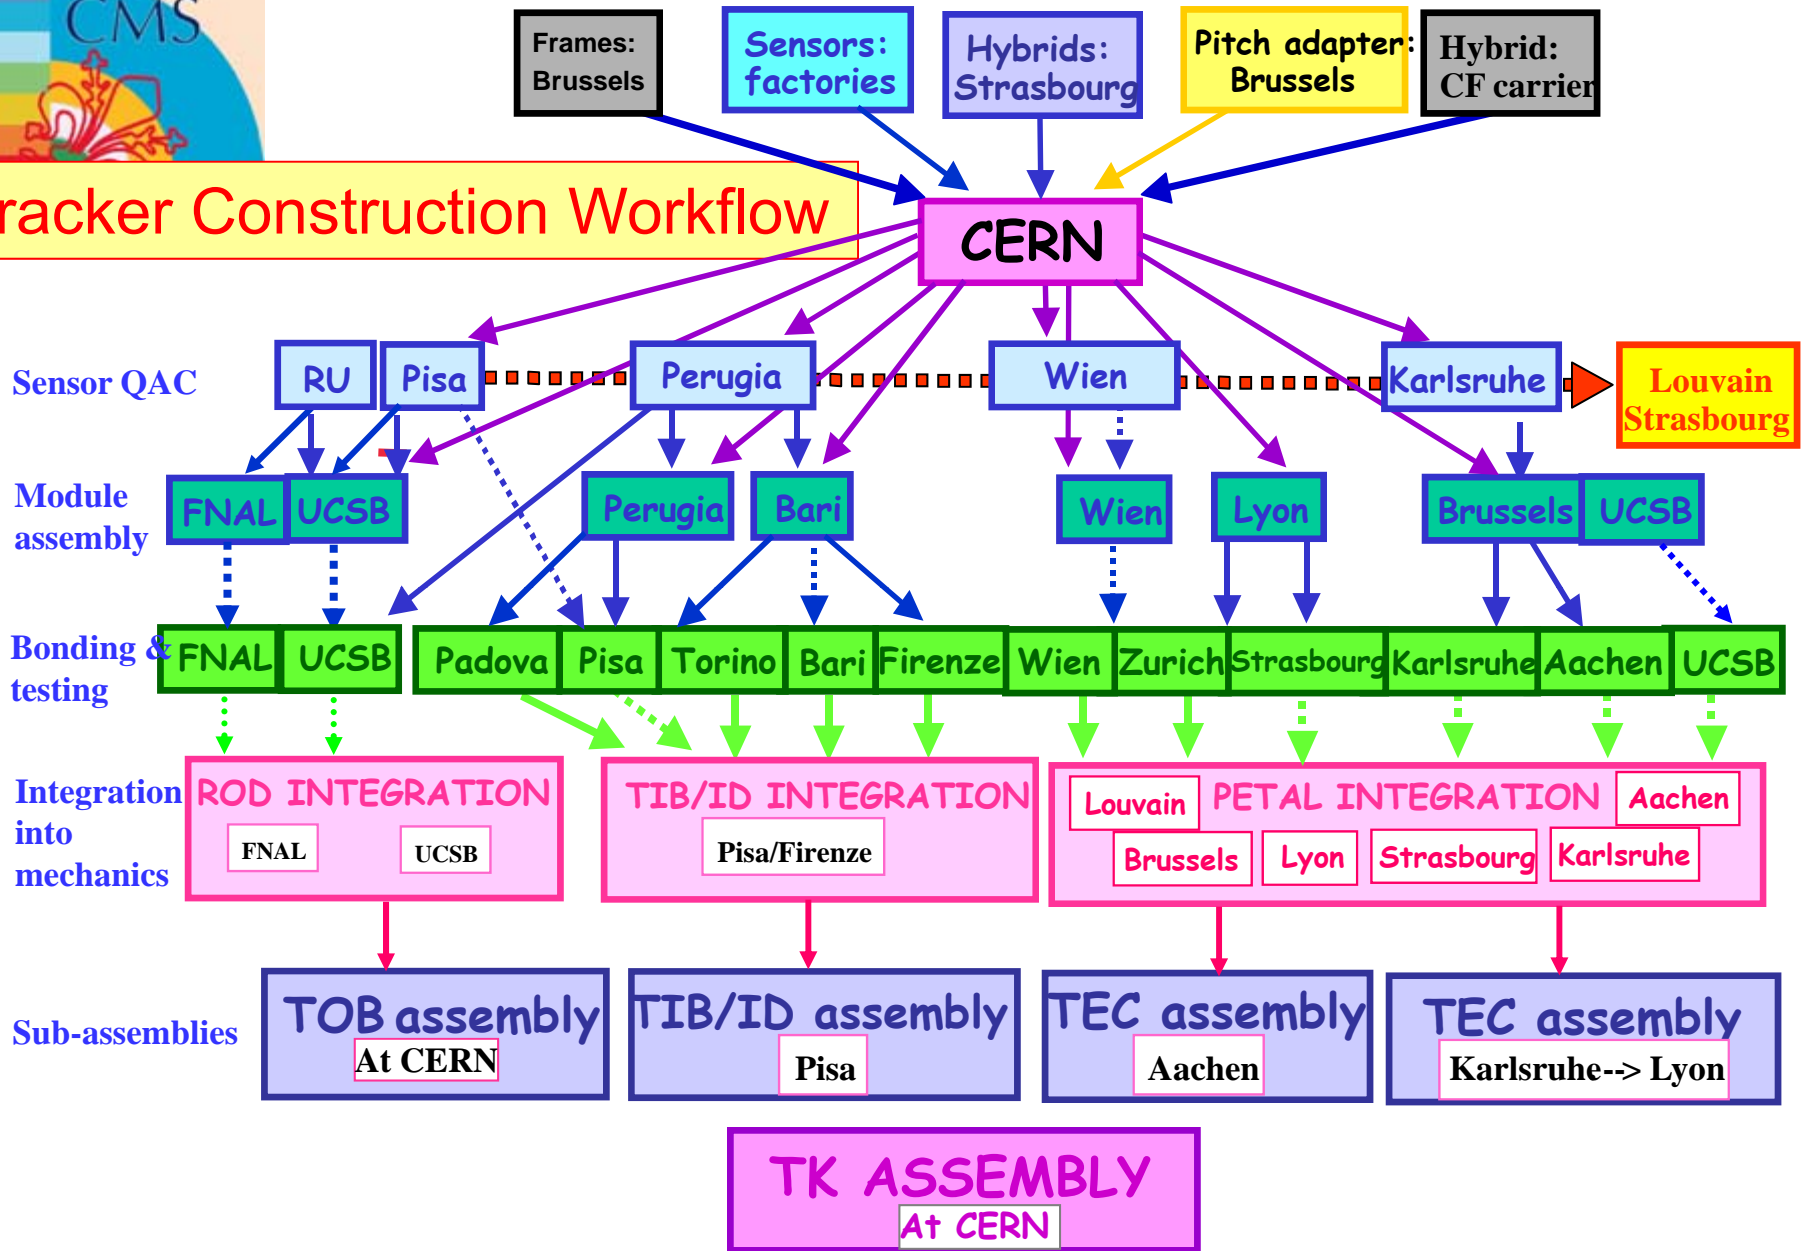 CMS
Frames:
Brussels
Sensors:
factories
Hybrids:
Strasbourg
Pitch adapter:
Brussels
Hybrid:
CF carrier
racker Construction Workflow
CERN
Sensor QAC
RU
Pisa
Perugia
Wien
Karlsruhe
Louvain
Strasbourg
Module
assembly
FNAL
UCSB
Perugia
Bari
Wien
Lyon
Brussels
UCSB
Bonding &
testing
FNAL
UCSB
Padova
Pisa
Torino
Bari
Firenze
Wien
Zurich
Strasbourg
Karlsruhe
Aachen
UCSB
Integration
into
mechanics
ROD INTEGRATION
FNAL
UCSB
TIB/ID INTEGRATION
Pisa/Firenze
PETAL INTEGRATION
Louvain
Aachen
Brussels
Lyon
Strasbourg
Karlsruhe
Sub-assemblies
TOB assembly
At CERN
TIB/ID assembly
Pisa
TEC assembly
Aachen
TEC assembly
Karlsruhe--> Lyon
TK ASSEMBLY
At CERN